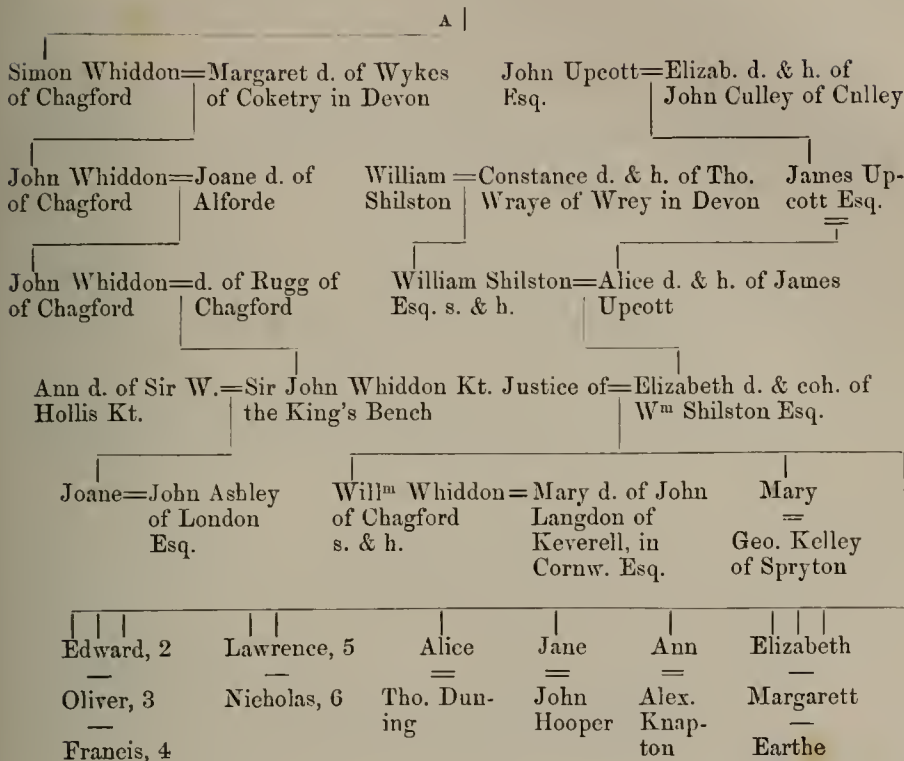 A
Simon Whiddon=Margaret d. of Wykes
of Chagford of Coketry in Devon
John Upcott=Elizab. d. & h. of
Esq. John Culley of Culley
John Whiddon=Joane d. of
of Chagford Alforde
William =Constance d. & h. of Tho.
Shilston Wraye of Wrey in Devon
James Up-
cott Esq.
=
John Whiddon=d. of Rugg of
of Chagford Chagford
William Shilston=Alice d. & h. of James
Esq. s. & h. Upcott
Ann d. of Sir W.=Sir John Whiddon Kt. Justice of=Elizabeth d. & coh. of
Hollis Kt. the King's Bench Wm Shilston Esq.
Joane=John Ashley
of London
Esq.
Willm Whiddon=Mary d. of John
of Chagford Langdon of
s. & h. Keverell, in
Cornw. Esq.
Mary
=
Geo. Kelley
of Spryton
Edward, 2
—
Oliver, 3
—
Francis, 4
Lawrence, 5
—
Nicholas, 6
Alice
=
Tho. Dun-
ing
Jane
=
John
Hooper
Ann
=
Alex.
Knap-
ton
Elizabeth
—
Margarett
—
Earthe